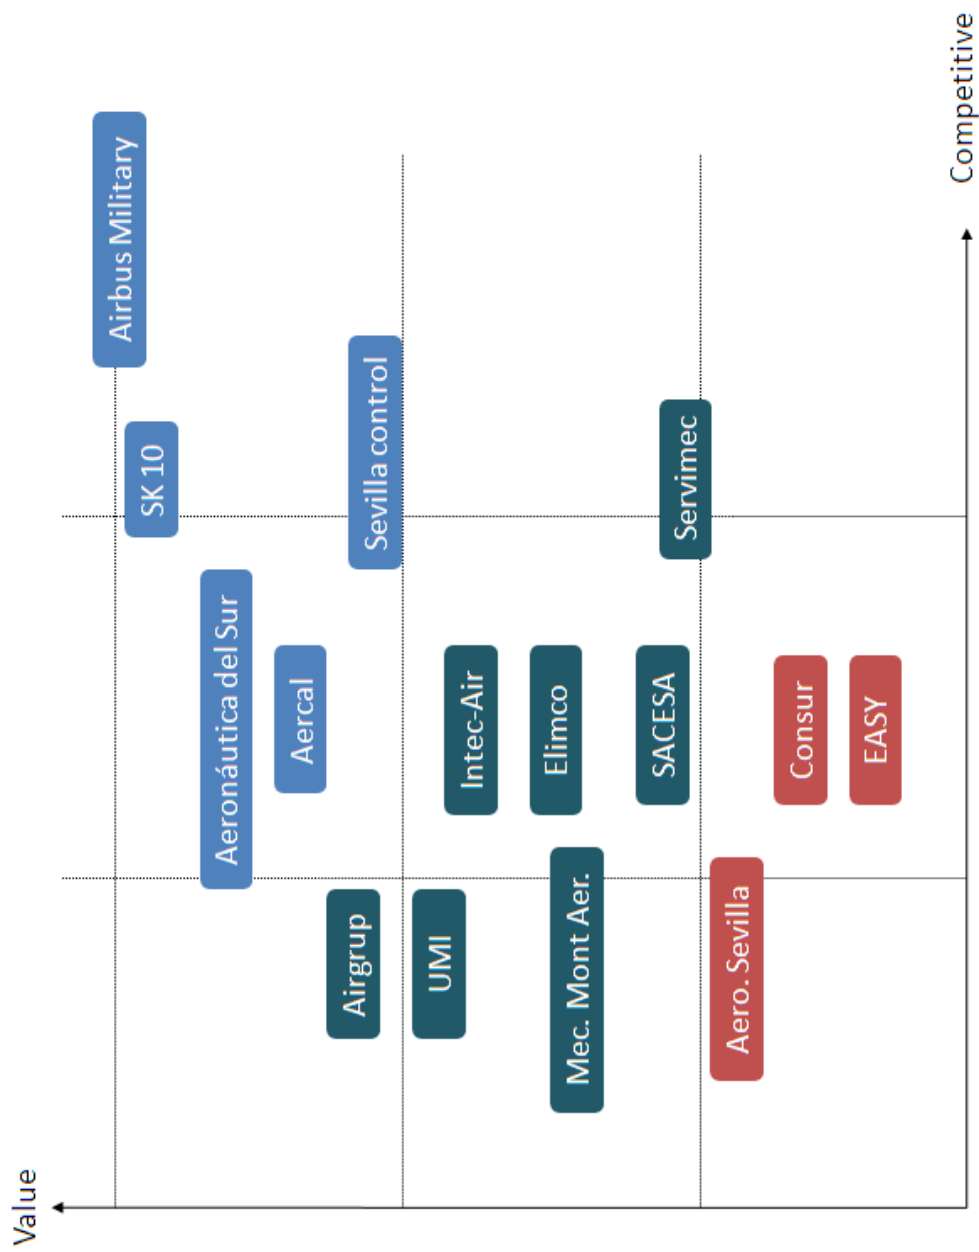 Value
Airbus Military
SK 10
Aeronáutica del Sur
Aercal
Airgrup
Sevilla control
UMI
Intec-Air
Elimco
Mec. Mont Aer.
SACESA
Servimec
Aero. Sevilla
Consur
EASY
Competitive